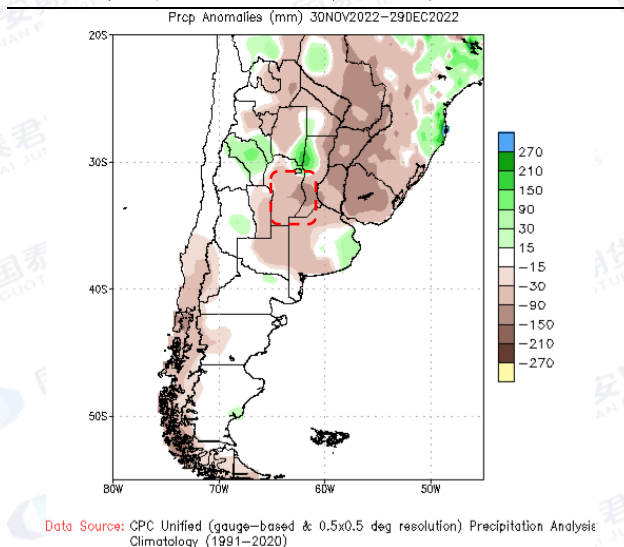 Prcp Anomalies (mm) 30NOV2022–29DEC2022
20S
30S
40S
50S
80W
70W
60W
50W
270
210
150
90
30
15
−15
−30
−90
−150
−210
−270
Data Source: CPC Unified (gauge-based & 0.5x0.5 deg resolution) Precipitation Analysis
Climatology (1991–2020)